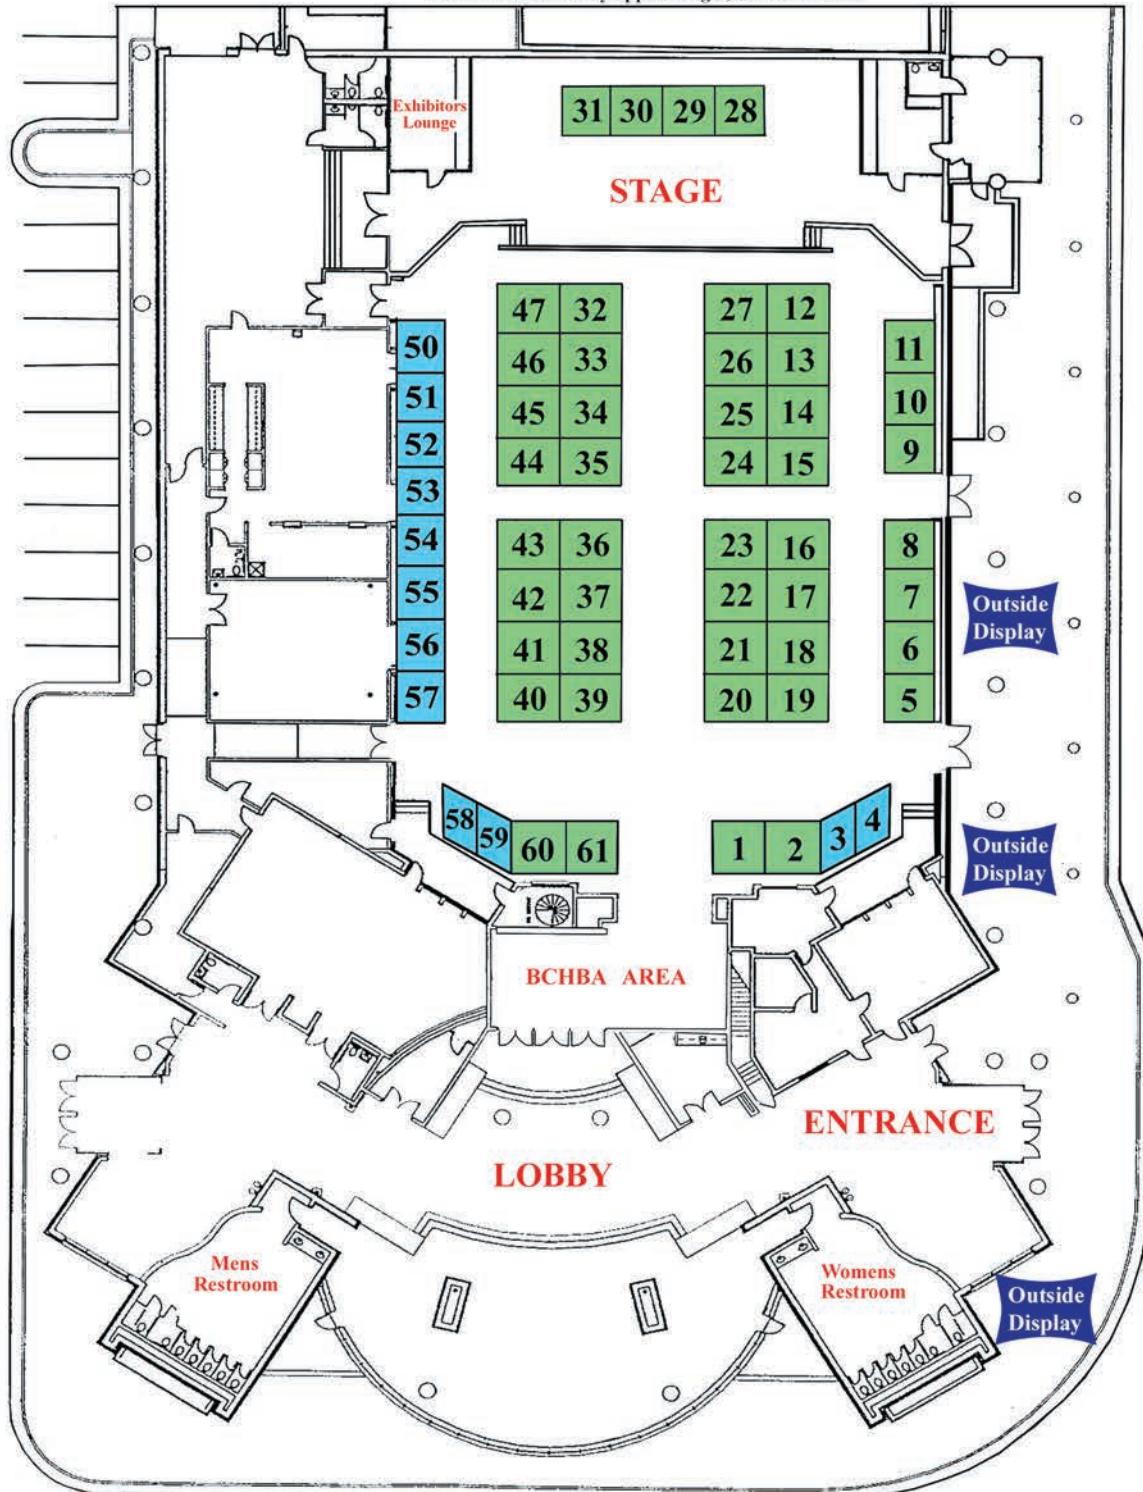 Exhibitors
Lounge
31 30 29 28
STAGE
47 32 27 12
50 46 33 26 13 11
51 45 34 25 14 10
52 44 35 24 15 9
53
54 43 36 23 16 8
55 42 37 22 17 7
Outside
Display
56 41 38 21 18 6
57 40 39 20 19 5
58 59 60 61 1 2 3 4
Outside
Display
BCHBA AREA
ENTRANCE
LOBBY
Mens
Restroom
Womens
Restroom
Outside
Display